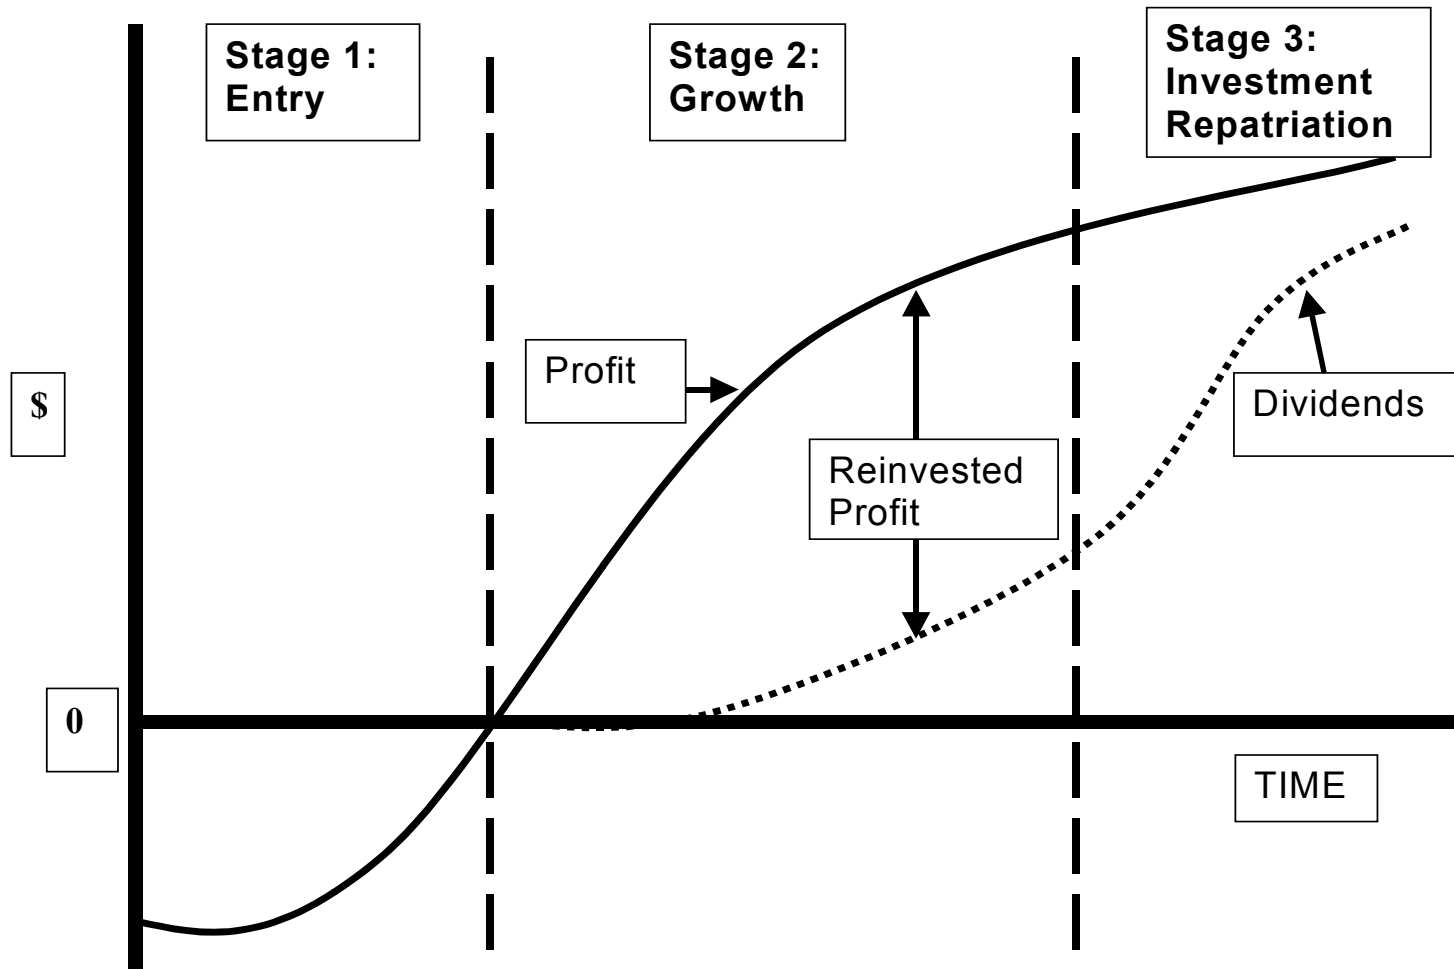 Stage 1:
Entry
Stage 2:
Growth
Stage 3:
Investment
Repatriation
Profit
$
Dividends
Reinvested
Profit
0
TIME